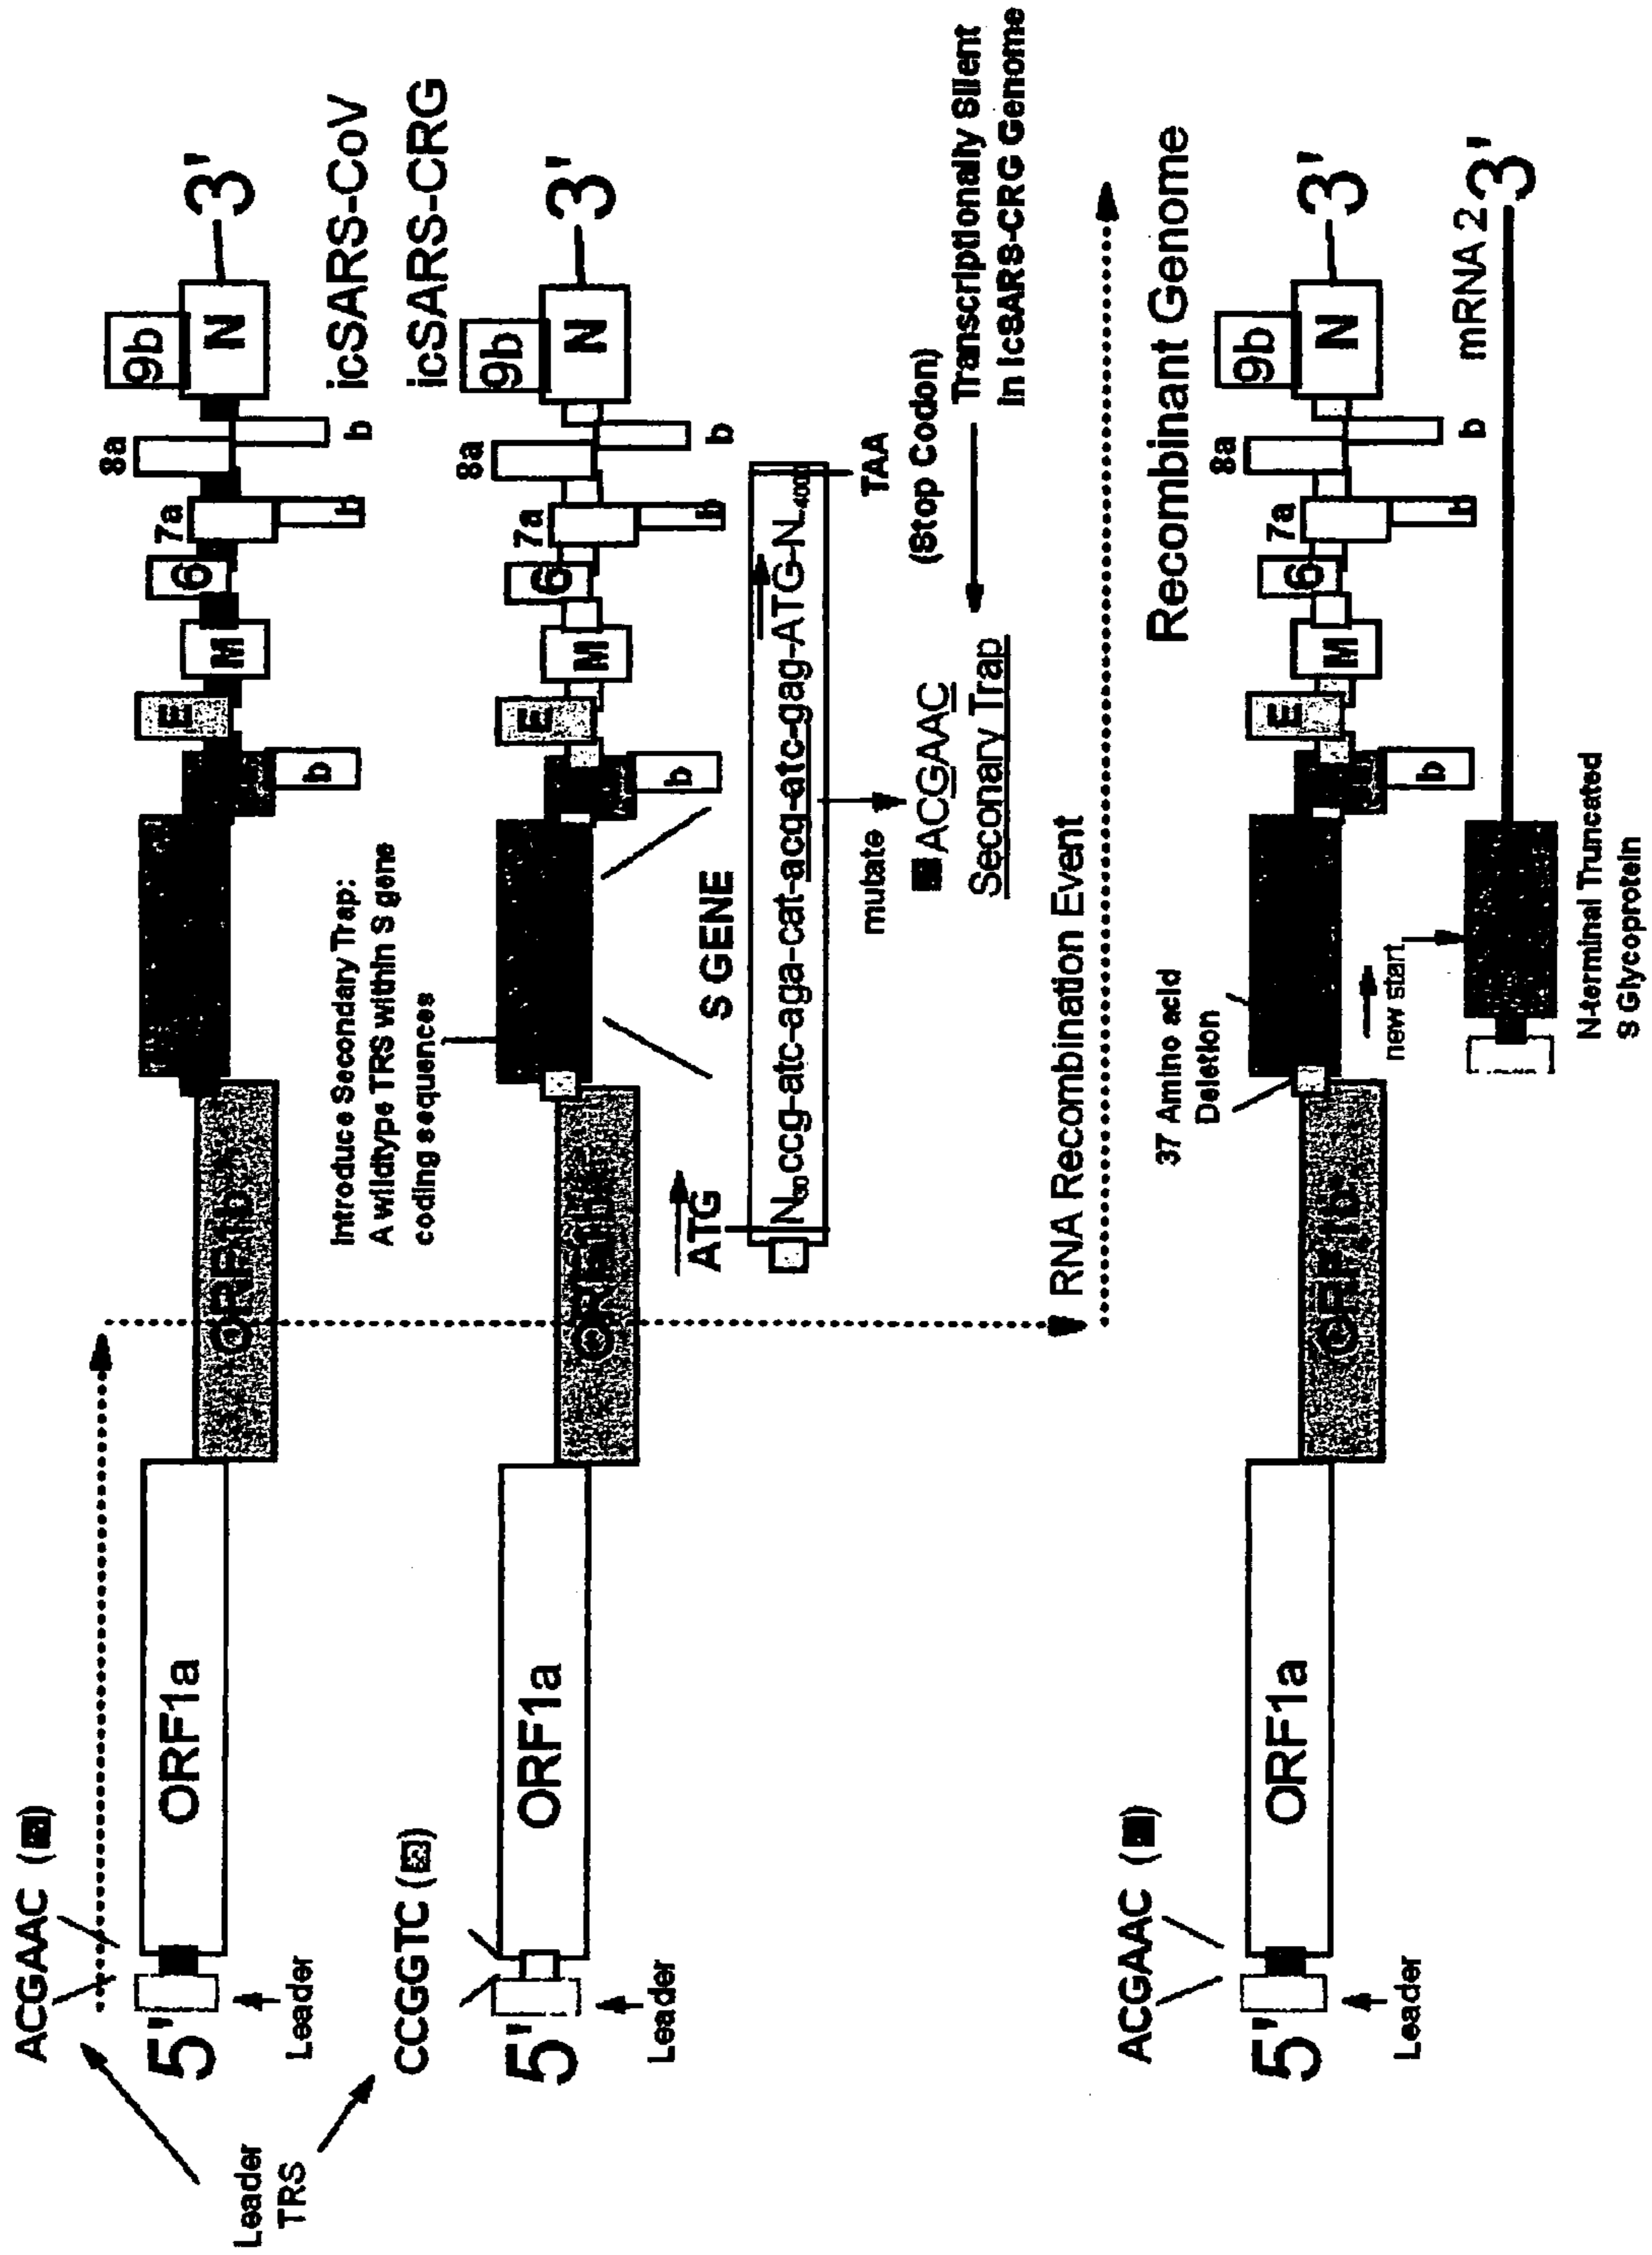 Leader
TRS
ACGAAC
5'
Leader
ORF1a
ORF1b
b
E
M
6
7a
b
8a
b
9b
N
3'
icSARS-CoV
icSARS-CRG
Introduce Secondary Trap:
A wildtype TRS within S gene
coding sequences
CCGGTC
5'
Leader
ORF1a
b
E
M
6
7a
b
8a
b
9b
N
3'
S GENE
ATG
N₆₀ccg-atc-aga-cat-acg-atc-gag-ATG-N~400
TAA
(Stop Codon)
mutate
ACGAAC
Seconary Trap
Transcriptionally Silent
in icSARS-CRG Genome
RNA Recombination Event
Recombinant Genome
ACGAAC
5'
Leader
ORF1a
ORF1b
37 Amino acid
Deletion
b
E
M
6
7a
b
8a
b
9b
N
3'
new start
mRNA 2
3'
N-terminal Truncated
S Glycoprotein